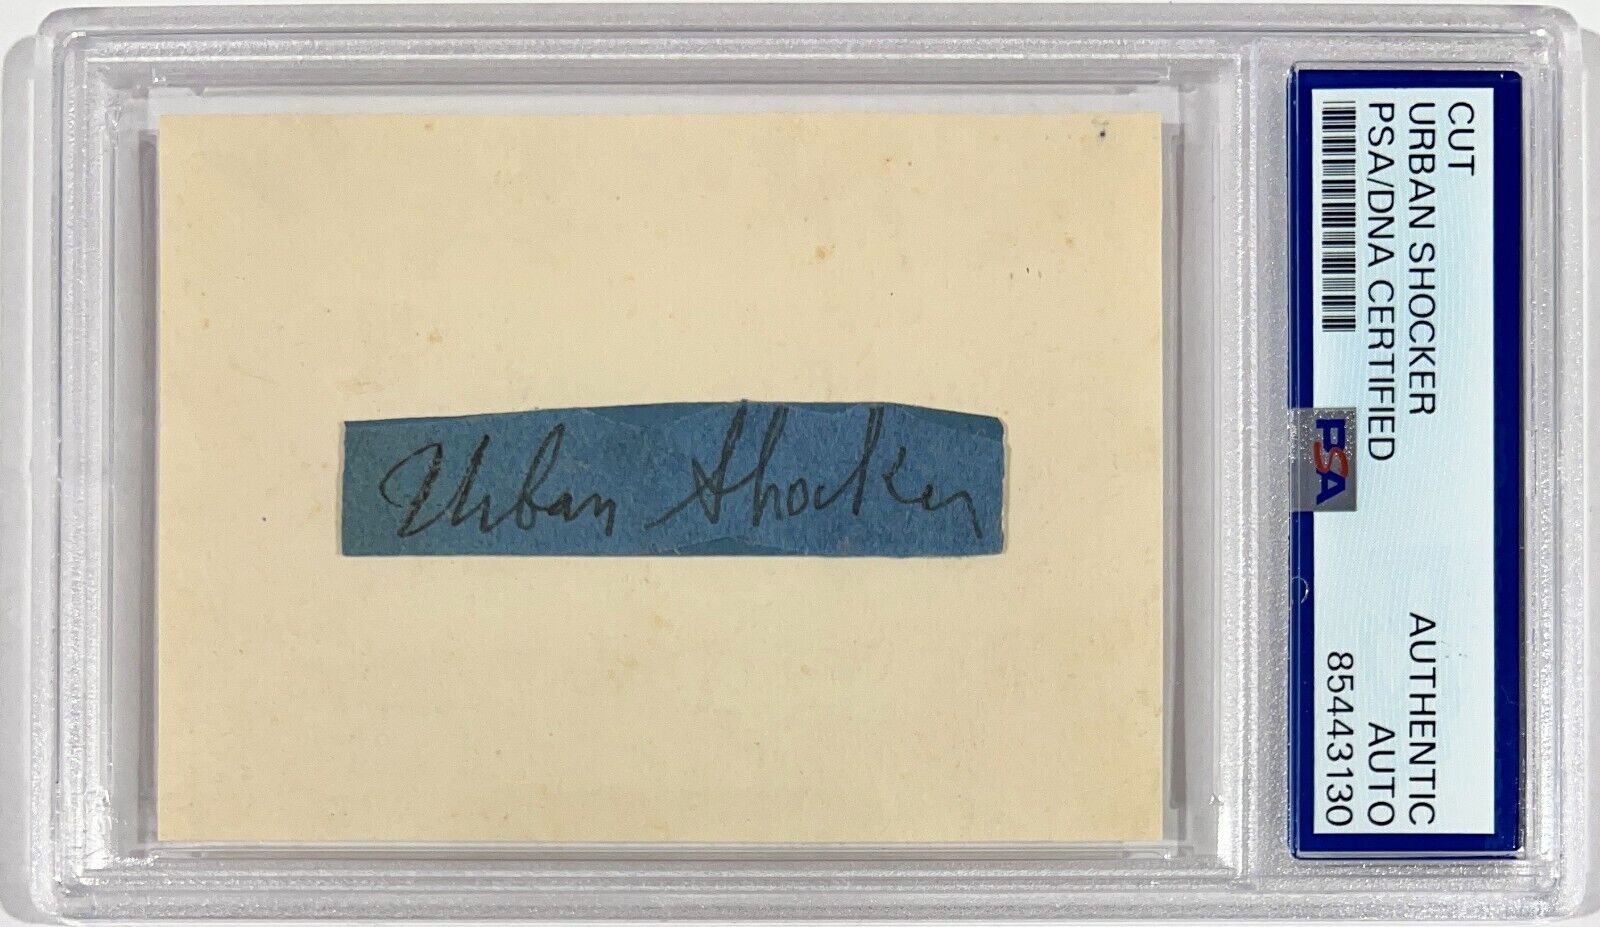 Urban Shocker
CUT
URBAN SHOCKER
PSA/DNA CERTIFIED
AUTHENTIC
AUTO
85443130
PSA